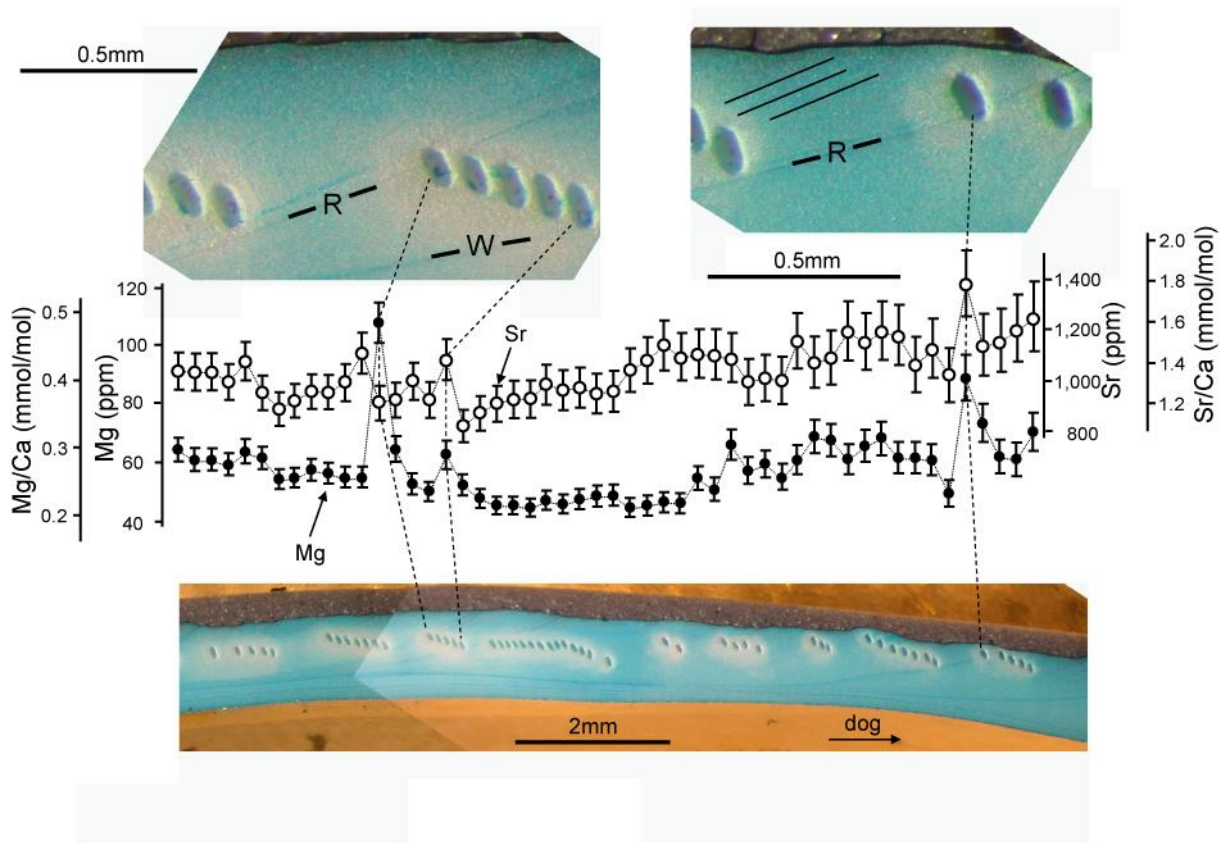 0.5mm
R
W
R
0.5mm
Mg/Ca (mmol/mol)
0.5
0.4
0.3
0.2
Mg (ppm)
120
100
80
60
40
Sr
Mg
1,400
1,200
1,000
800
Sr (ppm)
2.0
1.8
1.6
1.4
1.2
Sr/Ca (mmol/mol)
2mm
dog